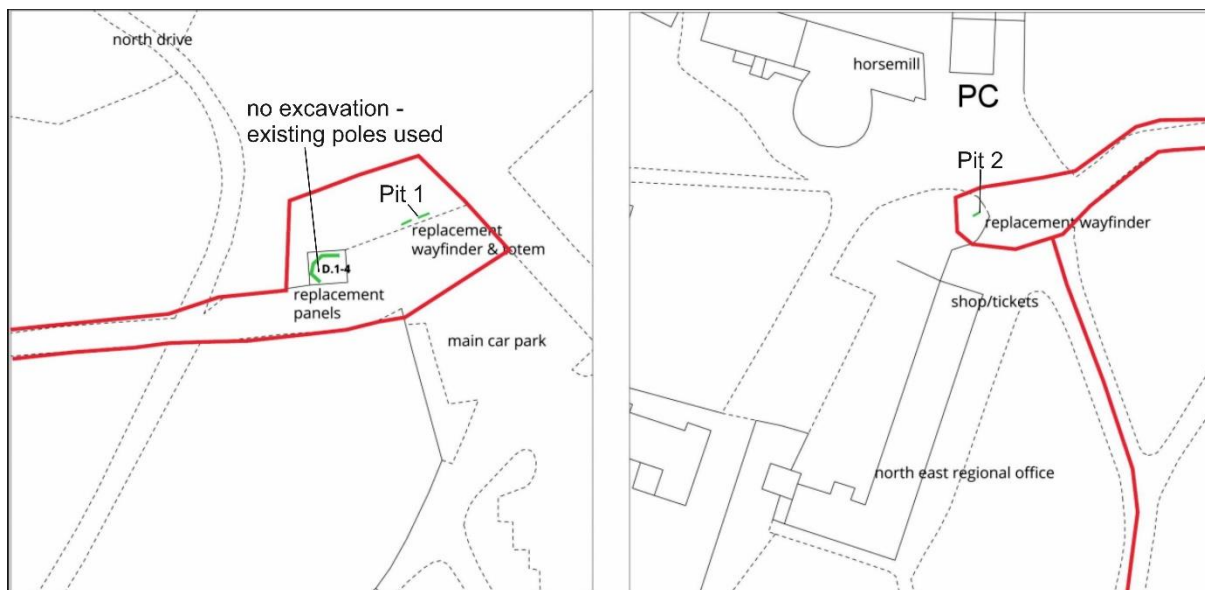 north drive
no excavation -
existing poles used
Pit 1
replacement
wayfinder & totem
D.1-4
replacement
panels
main car park
horsemill
PC
Pit 2
replacement wayfinder
shop/tickets
north east regional office